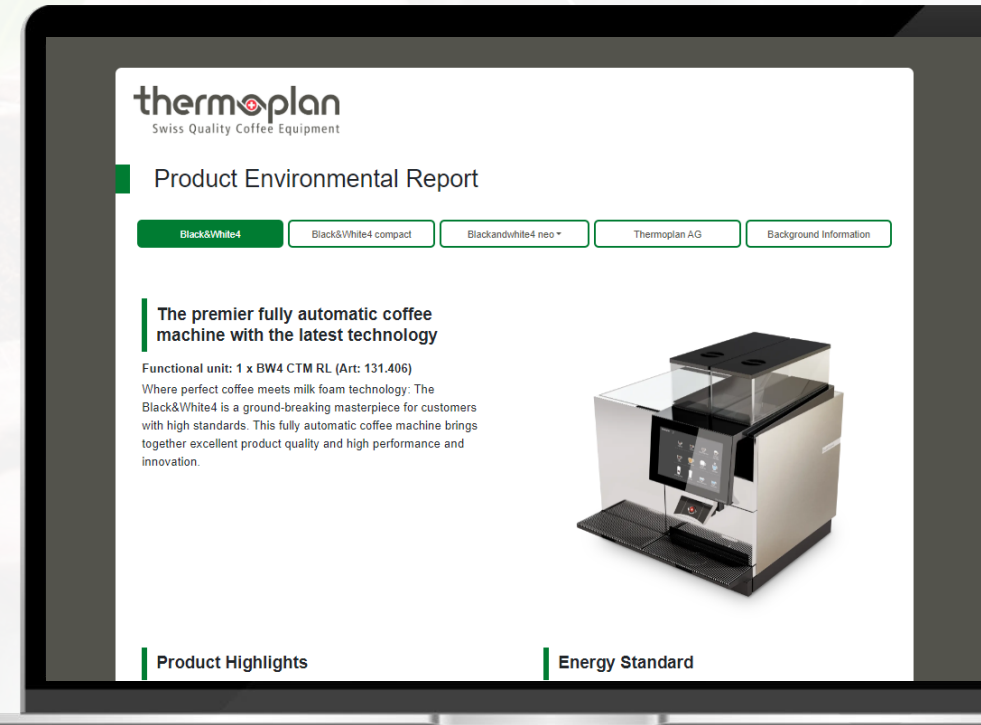 thermoplan
Swiss Quality Coffee Equipment
Product Environmental Report
Black&White4
Black&White4 compact
Blackandwhite4 neo
Thermoplan AG
Background Information
The premier fully automatic coffee
machine with the latest technology
Functional unit: 1 x BW4 CTM RL (Art: 131.406)
Where perfect coffee meets milk foam technology: The
Black&White4 is a ground-breaking masterpiece for customers
with high standards. This fully automatic coffee machine brings
together excellent product quality and high performance and
innovation.
Product Highlights
Energy Standard